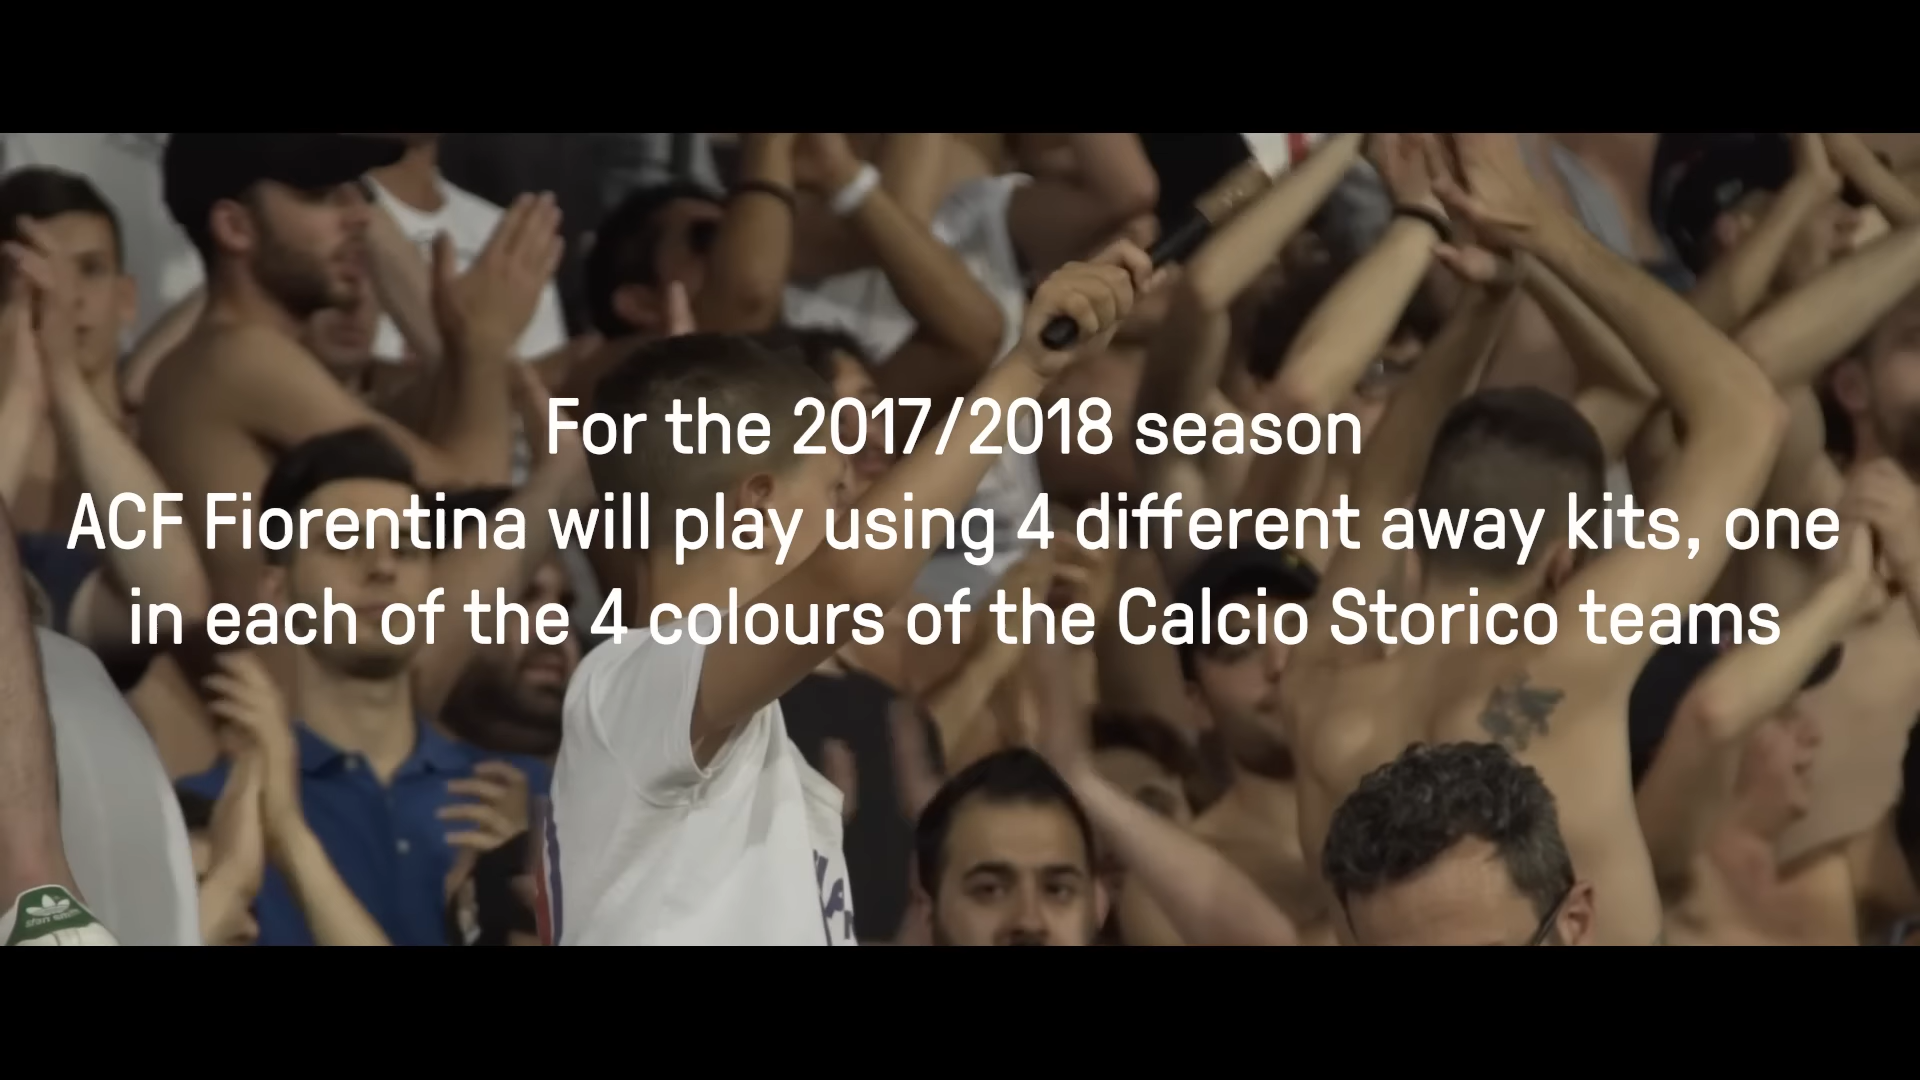 For the 2017/2018 season
ACF Fiorentina will play using 4 different away kits, one
in each of the 4 colours of the Calcio Storico teams